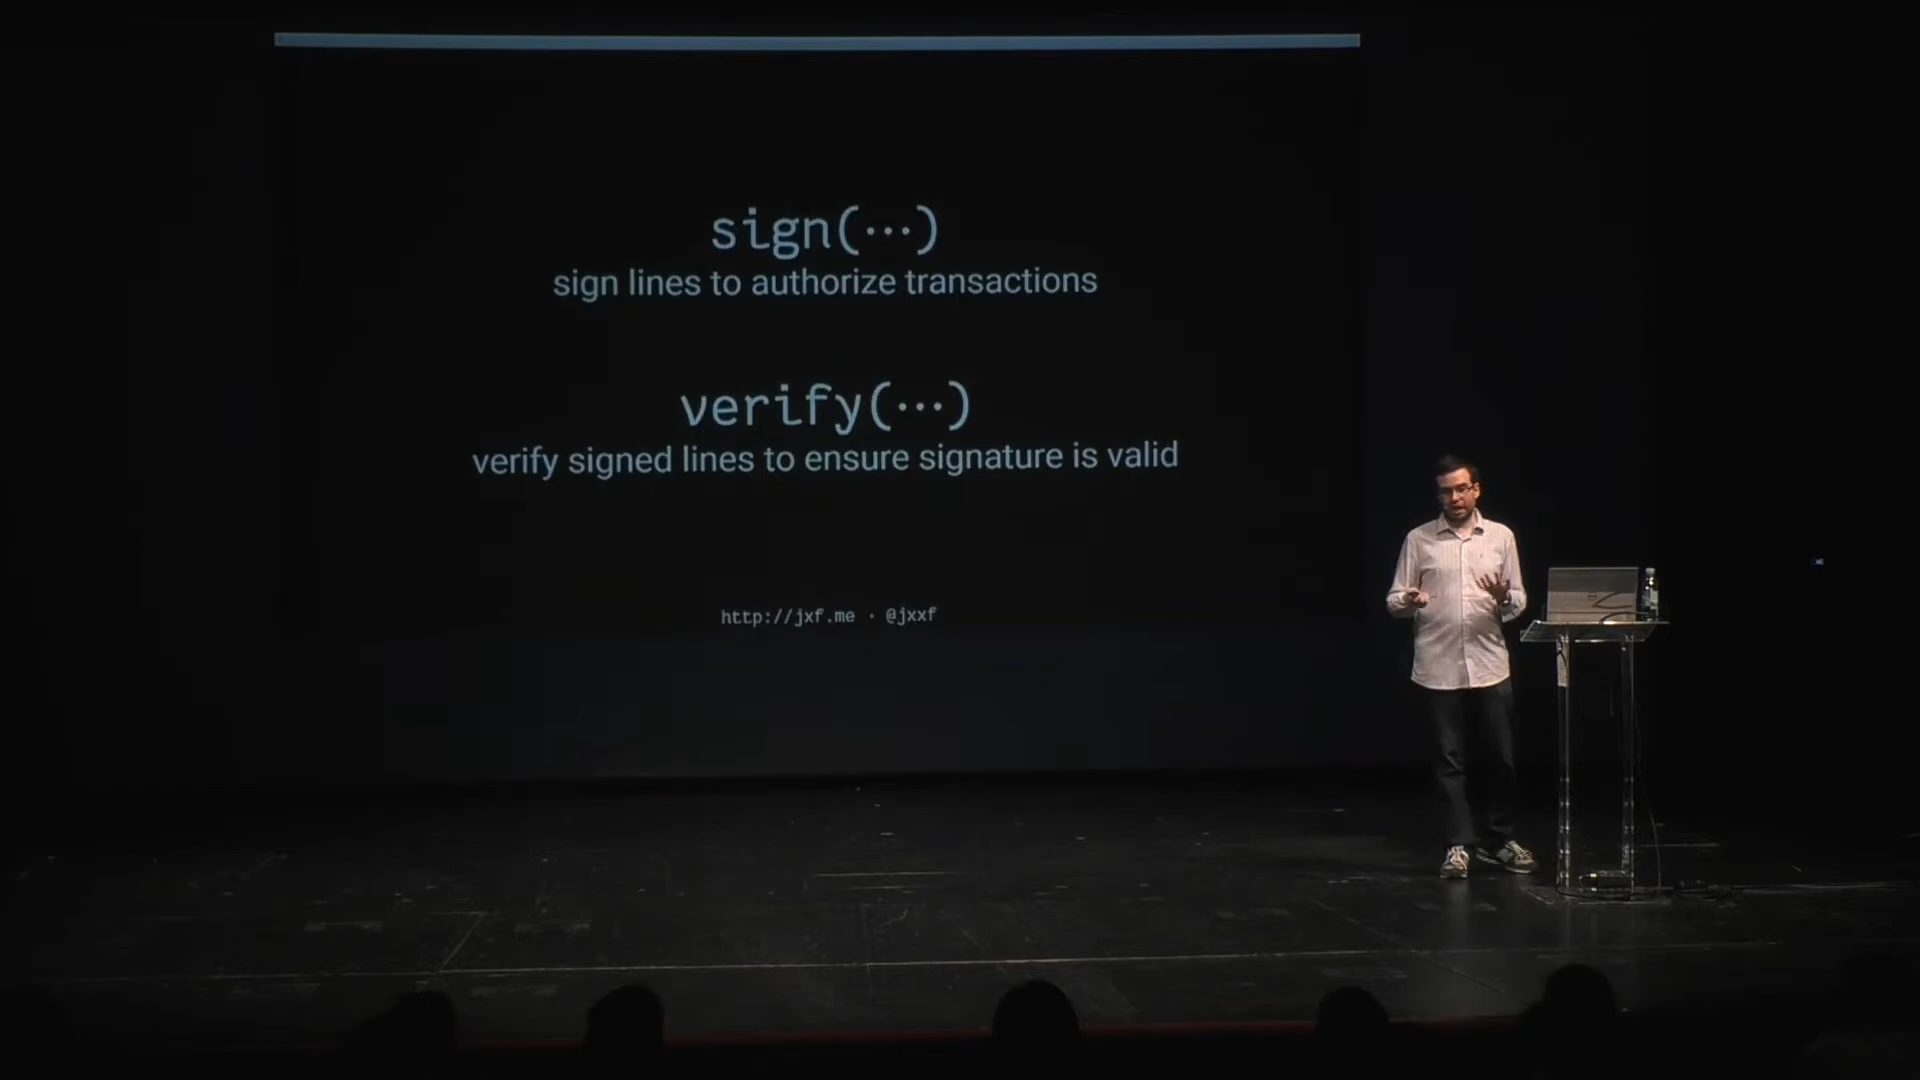 sign(···)
sign lines to authorize transactions
verify(···)
verify signed lines to ensure signature is valid
http://jxf.me · @jxxf